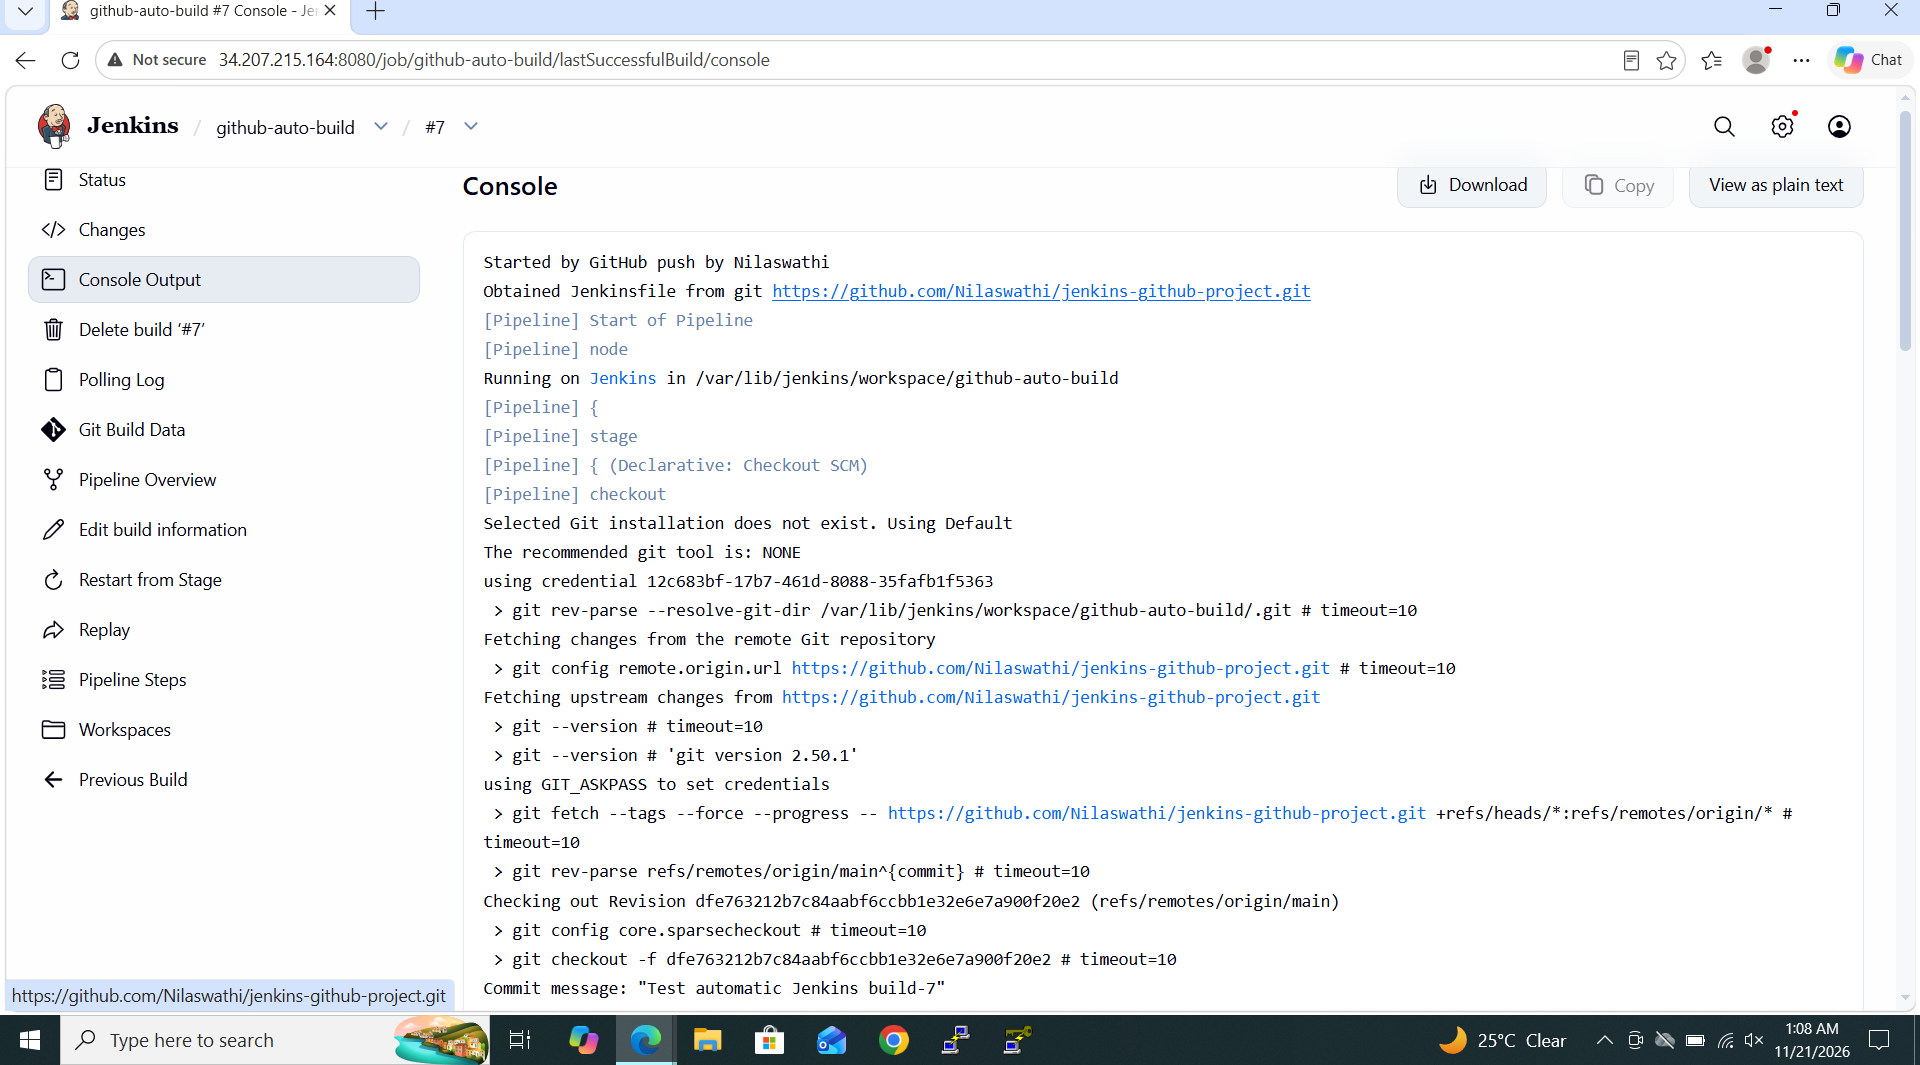 github-auto-build #7 Console - Je
Not secure 34.207.215.164:8080/job/github-auto-build/lastSuccessfulBuild/console
Chat
Jenkins / github-auto-build / #7
Status
Changes
Console Output
Delete build ‘#7’
Polling Log
Git Build Data
Pipeline Overview
Edit build information
Restart from Stage
Replay
Pipeline Steps
Workspaces
Previous Build
Console
Download
Copy
View as plain text
Started by GitHub push by Nilaswathi
Obtained Jenkinsfile from git https://github.com/Nilaswathi/jenkins-github-project.git
[Pipeline] Start of Pipeline
[Pipeline] node
Running on Jenkins in /var/lib/jenkins/workspace/github-auto-build
[Pipeline] {
[Pipeline] stage
[Pipeline] { (Declarative: Checkout SCM)
[Pipeline] checkout
Selected Git installation does not exist. Using Default
The recommended git tool is: NONE
using credential 12c683bf-17b7-461d-8088-35fafb1f5363
> git rev-parse --resolve-git-dir /var/lib/jenkins/workspace/github-auto-build/.git # timeout=10
Fetching changes from the remote Git repository
> git config remote.origin.url https://github.com/Nilaswathi/jenkins-github-project.git # timeout=10
Fetching upstream changes from https://github.com/Nilaswathi/jenkins-github-project.git
> git --version # timeout=10
> git --version # 'git version 2.50.1'
using GIT_ASKPASS to set credentials
> git fetch --tags --force --progress -- https://github.com/Nilaswathi/jenkins-github-project.git +refs/heads/*:refs/remotes/origin/* #
timeout=10
> git rev-parse refs/remotes/origin/main^{commit} # timeout=10
Checking out Revision dfe763212b7c84aabf6ccbb1e32e6e7a900f20e2 (refs/remotes/origin/main)
> git config core.sparsecheckout # timeout=10
> git checkout -f dfe763212b7c84aabf6ccbb1e32e6e7a900f20e2 # timeout=10
Commit message: "Test automatic Jenkins build-7"
https://github.com/Nilaswathi/jenkins-github-project.git
Type here to search
25°C Clear
1:08 AM
11/21/2026